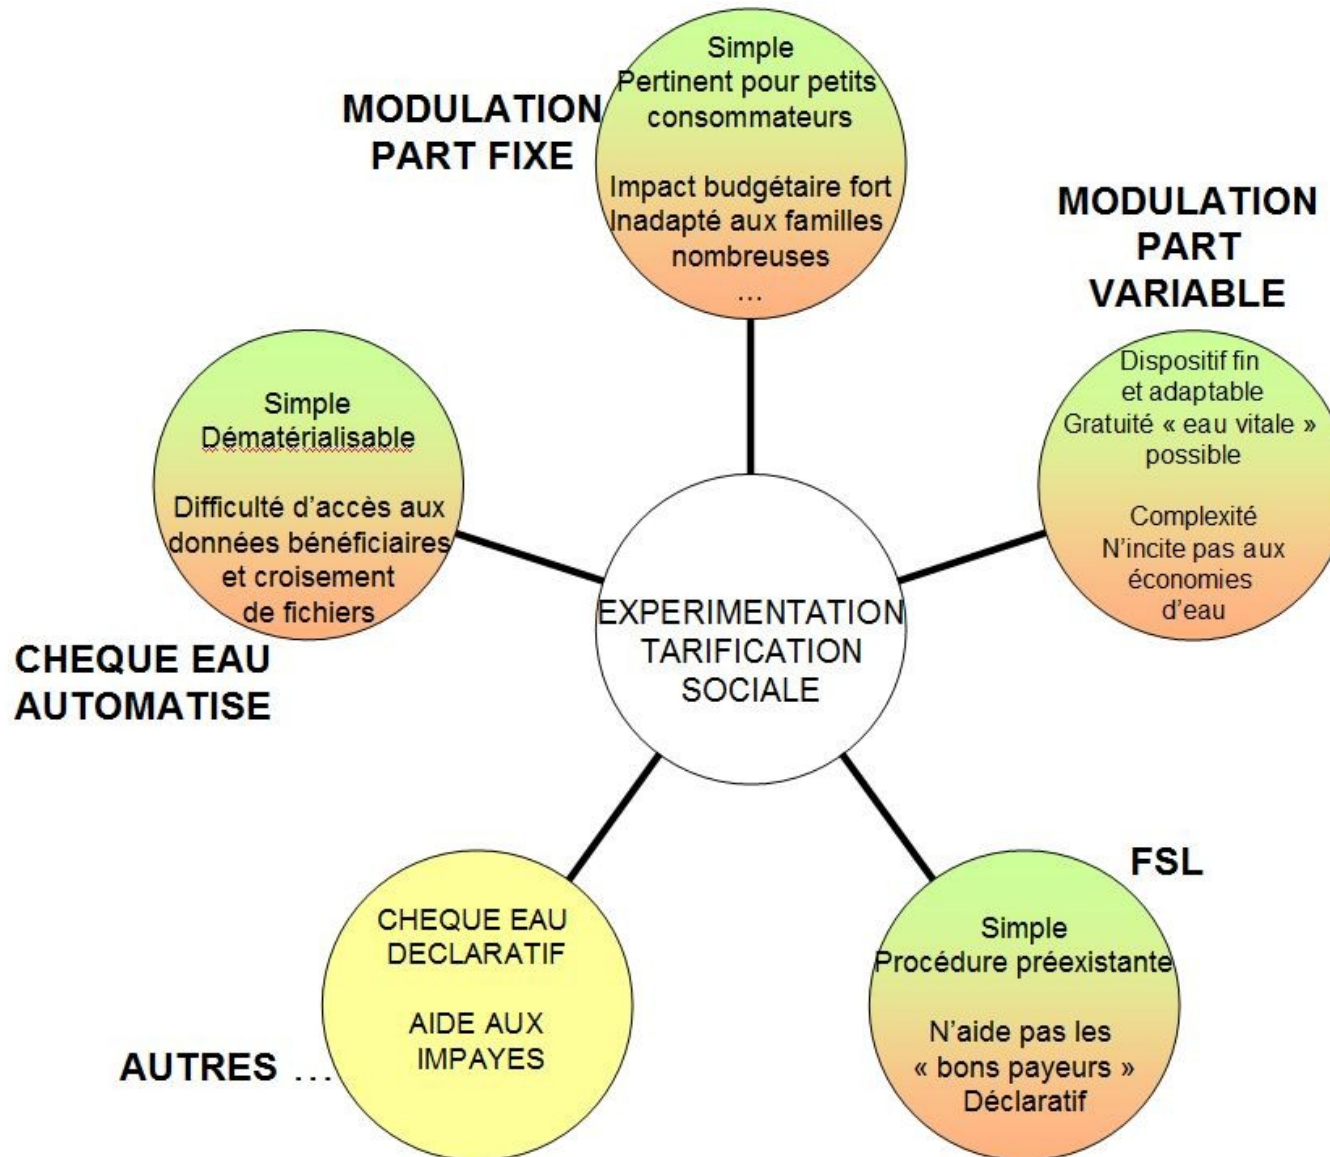 MODULATION
PART FIXE
Simple
Pertinent pour petits
consommateurs
Impact budgétaire fort
Inadapté aux familles
nombreuses
…
MODULATION
PART
VARIABLE
Dispositif fin
et adaptable
Gratuité « eau vitale »
possible
Complexité
N'incite pas aux
économies
d'eau
Simple
Dématérialisable
Difficulté d'accès aux
données bénéficiaires
et croisement
de fichiers
CHEQUE EAU
AUTOMATISE
EXPERIMENTATION
TARIFICATION
SOCIALE
FSL
Simple
Procédure préexistante
N'aide pas les
« bons payeurs »
Déclaratif
CHEQUE EAU
DECLARATIF
AIDE AUX
IMPAYES
AUTRES …